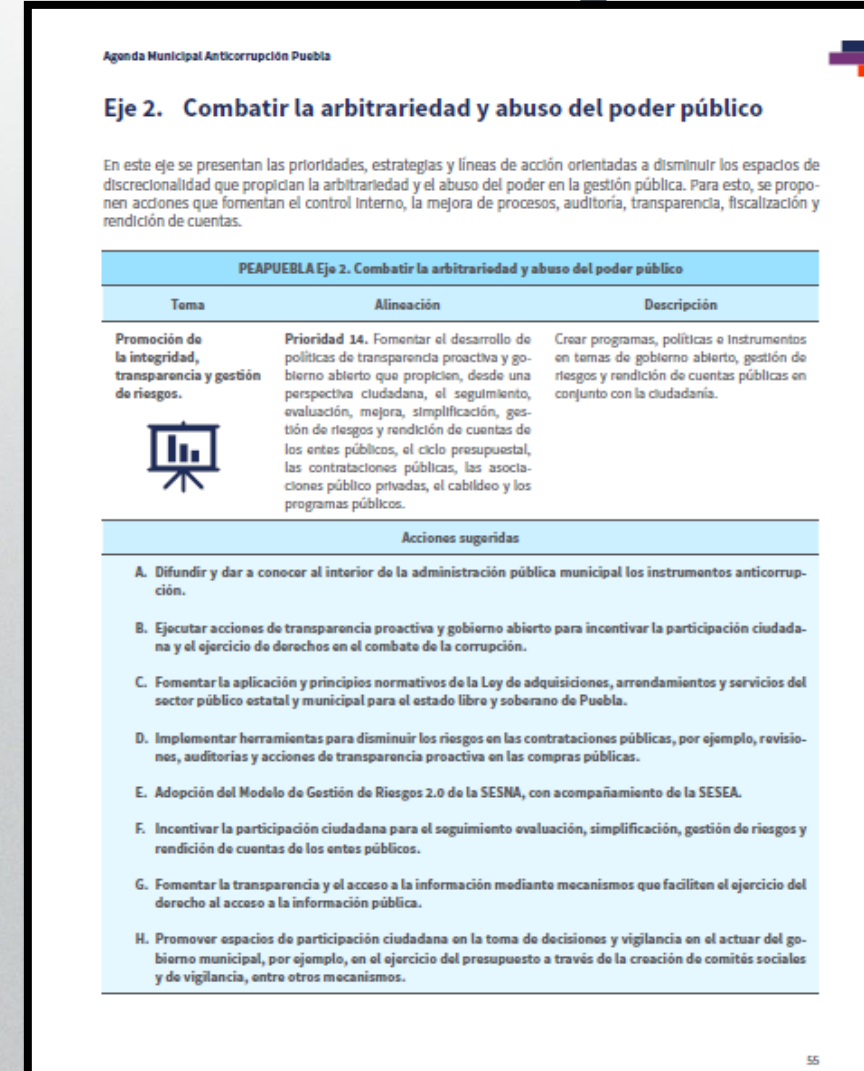 Agenda Municipal Anticorrupción Puebla
Eje 2. Combatir la arbitrariedad y abuso del poder público
En este eje se presentan las prioridades, estrategias y líneas de acción orientadas a disminuir los espacios de
discrecionalidad que propician la arbitrariedad y el abuso del poder en la gestión pública. Para esto, se propo-
nen acciones que fomentan el control interno, la mejora de procesos, auditoría, transparencia, fiscalización y
rendición de cuentas.
PEAPUEBLA Eje 2. Combatir la arbitrariedad y abuso del poder público
Tema
Alineación
Descripción
Promoción de
la integridad,
transparencia y gestión
de riesgos.
Prioridad 14. Fomentar el desarrollo de
políticas de transparencia proactiva y go-
bierno abierto que propicien, desde una
perspectiva ciudadana, el seguimiento,
evaluación, mejora, simplificación, ges-
tión de riesgos y rendición de cuentas de
los entes públicos, el ciclo presupuestal,
las contrataciones públicas, las asocia-
ciones público privadas, el cabildeo y los
programas públicos.
Crear programas, políticas e instrumentos
en temas de gobierno abierto, gestión de
riesgos y rendición de cuentas públicas en
conjunto con la ciudadanía.
Acciones sugeridas
A. Difundir y dar a conocer al interior de la administración pública municipal los instrumentos anticorrup-
ción.
B. Ejecutar acciones de transparencia proactiva y gobierno abierto para incentivar la participación ciudada-
na y el ejercicio de derechos en el combate de la corrupción.
C. Fomentar la aplicación y principios normativos de la Ley de adquisiciones, arrendamientos y servicios del
sector público estatal y municipal para el estado libre y soberano de Puebla.
D. Implementar herramientas para disminuir los riesgos en las contrataciones públicas, por ejemplo, revisio-
nes, auditorías y acciones de transparencia proactiva en las compras públicas.
E. Adopción del Modelo de Gestión de Riesgos 2.0 de la SESNA, con acompañamiento de la SESEA.
F. Incentivar la participación ciudadana para el seguimiento evaluación, simplificación, gestión de riesgos y
rendición de cuentas de los entes públicos.
G. Fomentar la transparencia y el acceso a la información mediante mecanismos que faciliten el ejercicio del
derecho al acceso a la información pública.
H. Promover espacios de participación ciudadana en la toma de decisiones y vigilancia en el actuar del go-
bierno municipal, por ejemplo, en el ejercicio del presupuesto a través de la creación de comités sociales
y de vigilancia, entre otros mecanismos.
55